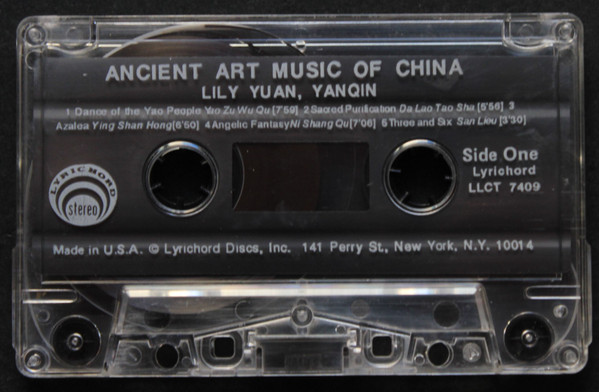 ANCIENT ART MUSIC OF CHINA
LILY YUAN, YANQIN
1 Dance of the Yao People Yao Zu Wu Qu [7'59] 2 Sacred Purification Da Lao Tao Sha [5'56] 3
Azalea Ying Shan Hong [6'50] 4 Angelic Fantasy Ni Shang Qu [7'06] 5 Three and Six San Lieu [3'30]
Side One
Lyrichord
LLCT 7409
LYRICHORD
stereo
Made in U.S.A. © Lyrichord Discs, Inc. 141 Perry St., New York, N.Y. 10014